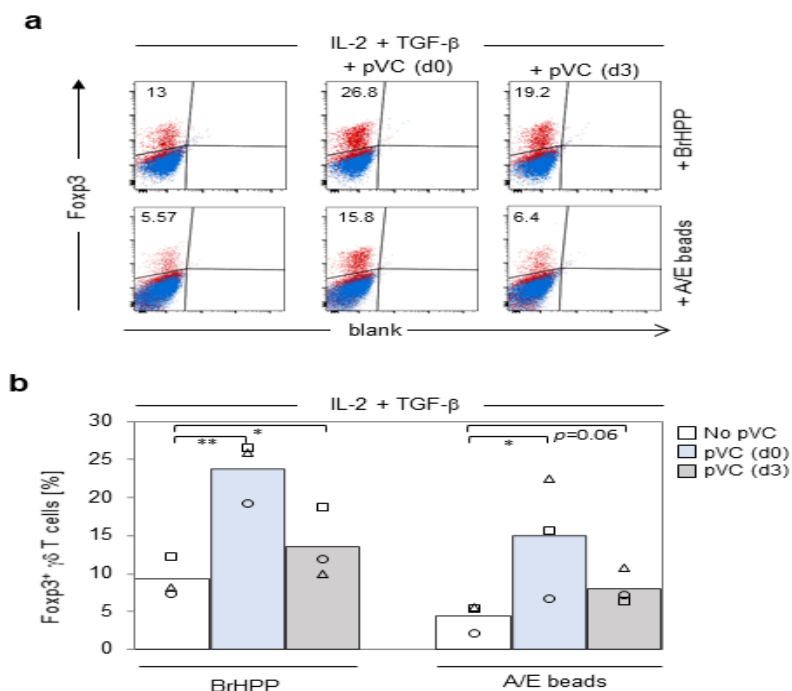 a
IL-2 + TGF-β
+ pVC (d0)
+ pVC (d3)
13
26.8
19.2
+ BrHPP
Foxp3
5.57
15.8
6.4
+ A/E beads
blank
b
IL-2 + TGF-β
30
25
20
15
10
5
0
Foxp3⁺ γδ T cells [%]
**
*
*
p=0.06
No pVC
pVC (d0)
pVC (d3)
BrHPP
A/E beads